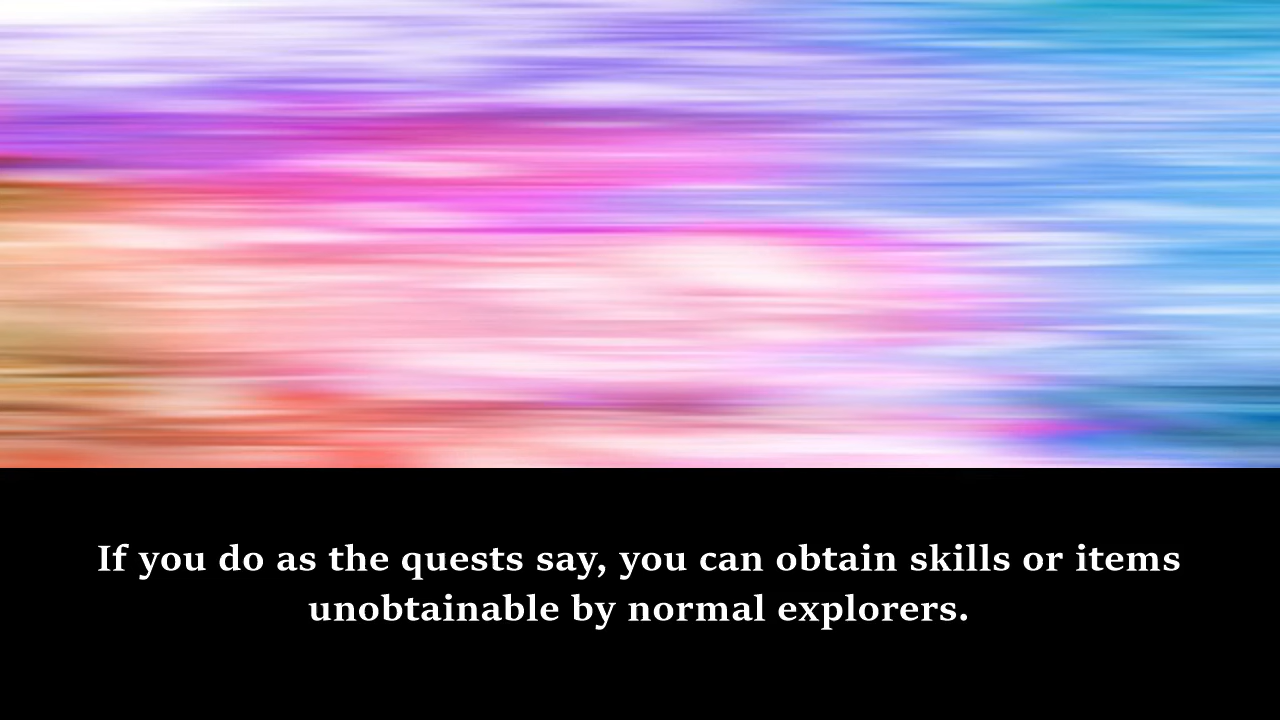 If you do as the quests say, you can obtain skills or items
unobtainable by normal explorers.